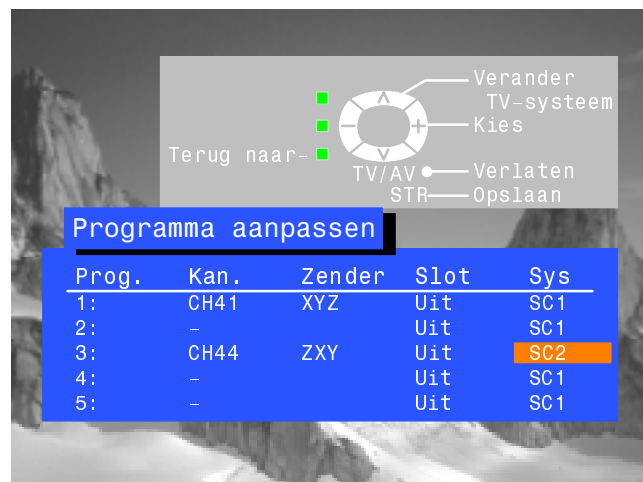 Verander
TV-systeem
Kies
Terug naar-
TV/AV Verlaten
STR Opslaan
Programma aanpassen
Prog. Kan. Zender Slot Sys
1: CH41 XYZ Uit SC1
2: – Uit SC1
3: CH44 ZXY Uit SC2
4: – Uit SC1
5: – Uit SC1